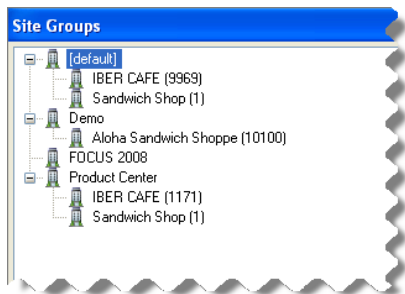 Site Groups
[default]
IBER CAFE (9969)
Sandwich Shop (1)
Demo
Aloha Sandwich Shoppe (10100)
FOCUS 2008
Product Center
IBER CAFE (1171)
Sandwich Shop (1)